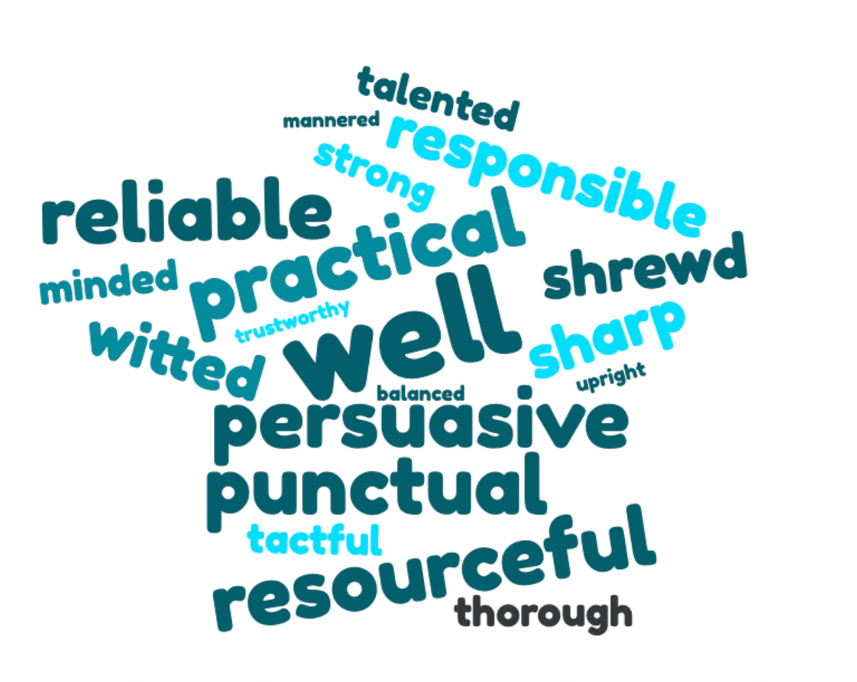 talented
mannered
responsible
strong
reliable
practical
shrewd
minded
trustworthy
well
sharp
witted
upright
balanced
persuasive
punctual
tactful
resourceful
thorough